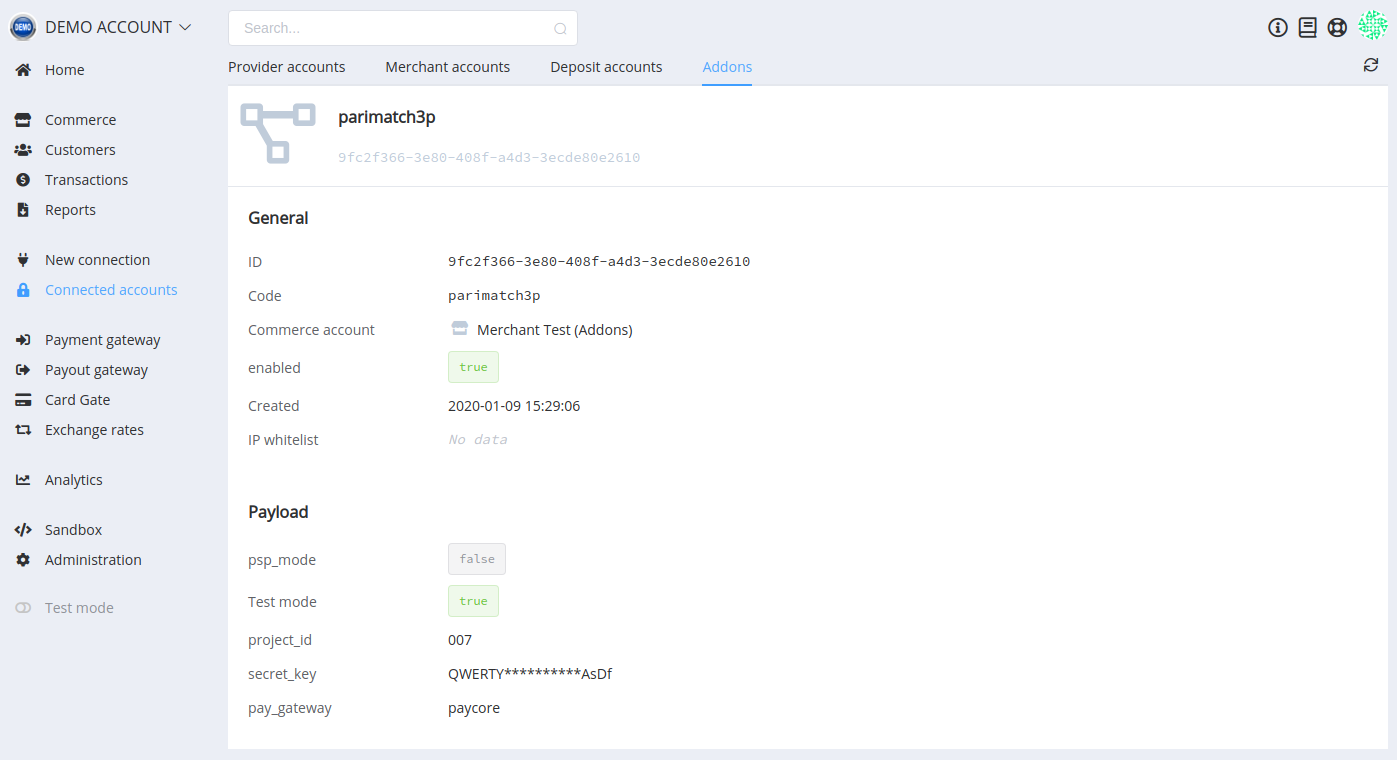 DEMO
DEMO ACCOUNT
Search...
Home
Commerce
Customers
Transactions
Reports
New connection
Connected accounts
Payment gateway
Payout gateway
Card Gate
Exchange rates
Analytics
Sandbox
Administration
Test mode
Provider accounts Merchant accounts Deposit accounts Addons
parimatch3p
9fc2f366-3e80-408f-a4d3-3ecde80e2610
General
ID 9fc2f366-3e80-408f-a4d3-3ecde80e2610
Code parimatch3p
Commerce account Merchant Test (Addons)
enabled true
Created 2020-01-09 15:29:06
IP whitelist No data
Payload
psp_mode false
Test mode true
project_id 007
secret_key QWERTY**********AsDf
pay_gateway paycore